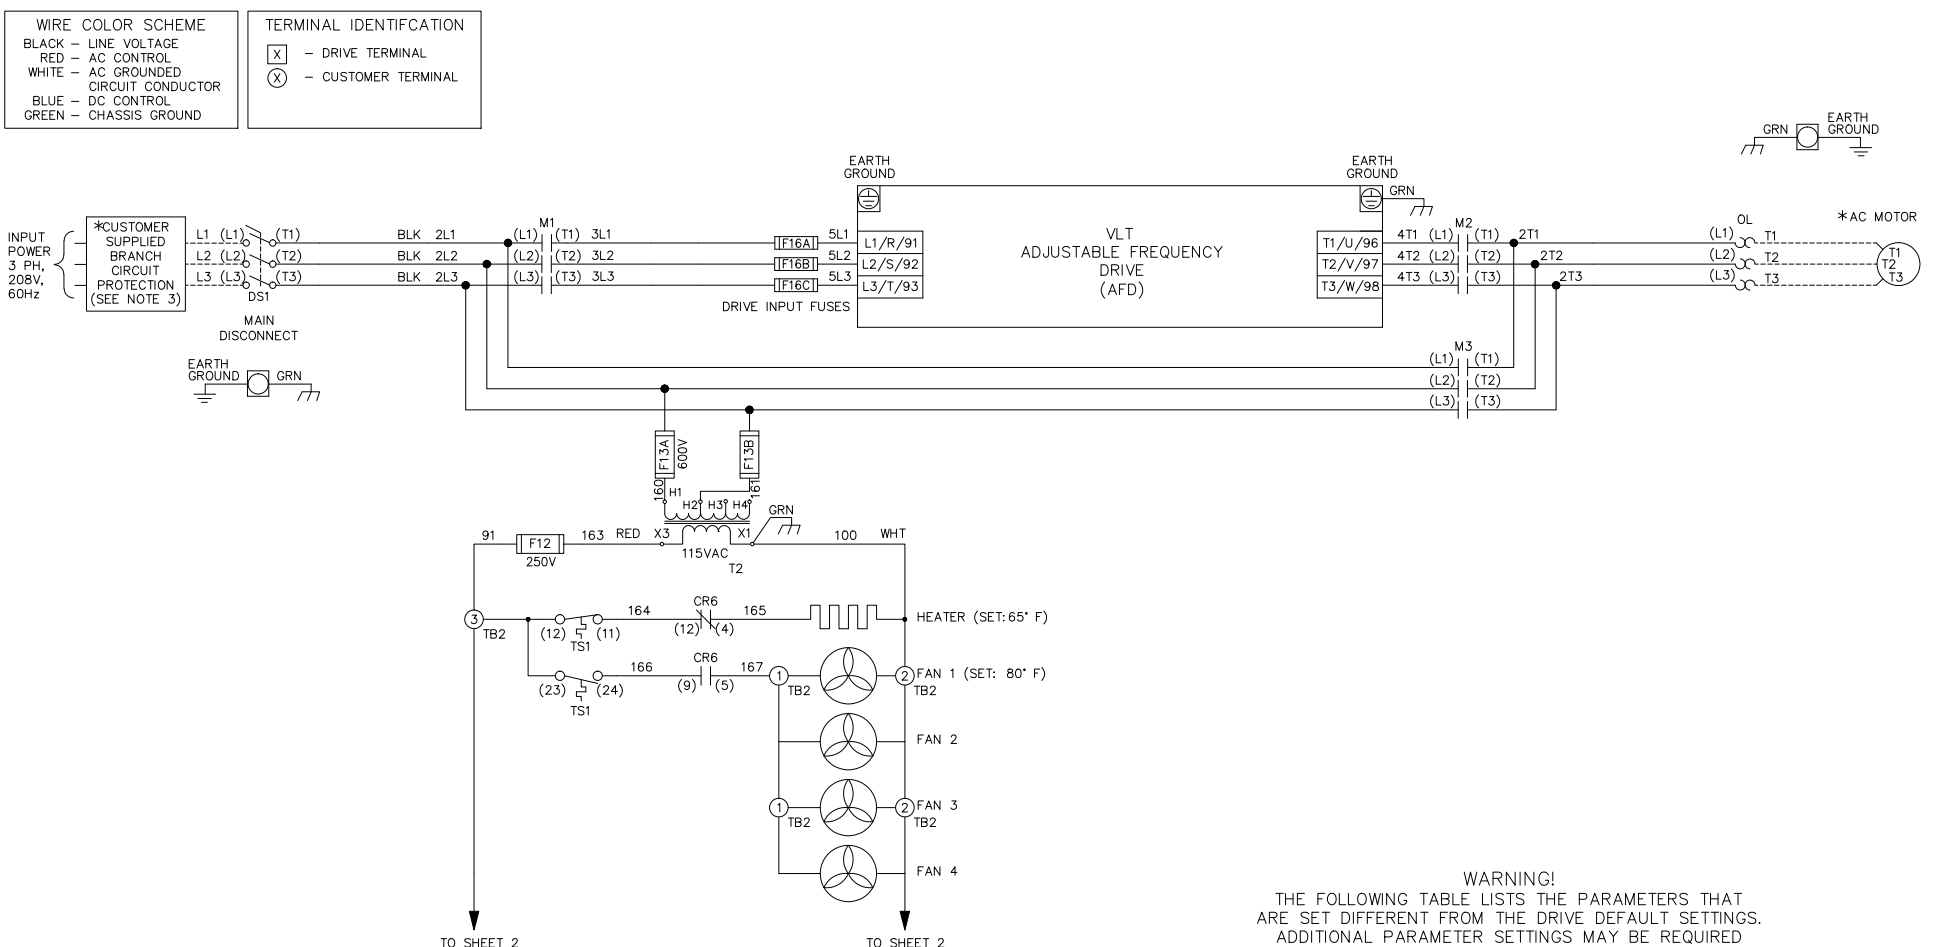 WIRE COLOR SCHEME
BLACK – LINE VOLTAGE
RED – AC CONTROL
WHITE – AC GROUNDED
CIRCUIT CONDUCTOR
BLUE – DC CONTROL
GREEN – CHASSIS GROUND
TERMINAL IDENTIFCATION
X – DRIVE TERMINAL
X – CUSTOMER TERMINAL
GRN
EARTH
GROUND
EARTH
GROUND
EARTH
GROUND
GRN
INPUT
POWER
3 PH,
208V,
60Hz
*CUSTOMER
SUPPLIED
BRANCH
CIRCUIT
PROTECTION
(SEE NOTE 3)
L1 (L1) (T1) BLK 2L1 (L1) M1 (T1) 3L1 F16A 5L1 L1/R/91
L2 (L2) (T2) BLK 2L2 (L2) (T2) 3L2 F16B 5L2 L2/S/92
L3 (L3) (T3) BLK 2L3 (L3) (T3) 3L3 F16C 5L3 L3/T/93
DS1
MAIN
DISCONNECT
DRIVE INPUT FUSES
VLT
ADJUSTABLE FREQUENCY
DRIVE
(AFD)
T1/U/96 4T1 (L1) M2 (T1) 2T1 (L1) OL T1
T2/V/97 4T2 (L2) (T2) 2T2 (L2) T2
T3/W/98 4T3 (L3) (T3) 2T3 (L3) T3
*AC MOTOR
T1
T2
T3
EARTH
GROUND
GRN
M3
(L1) (T1)
(L2) (T2)
(L3) (T3)
F13A
600V
F13B
160
H1
H2
H3
H4
161
GRN
91
F12
250V
163
RED
X3
X1
115VAC
T2
100
WHT
3
TB2
(12)
(11)
TS1
164
CR6
(12)
(4)
165
HEATER (SET:65° F)
(23)
(24)
TS1
166
CR6
(9)
(5)
167
1
TB2
2
TB2
FAN 1 (SET: 80° F)
FAN 2
1
TB2
2
TB2
FAN 3
FAN 4
TO SHEET 2
TO SHEET 2
WARNING!
THE FOLLOWING TABLE LISTS THE PARAMETERS THAT
ARE SET DIFFERENT FROM THE DRIVE DEFAULT SETTINGS.
ADDITIONAL PARAMETER SETTINGS MAY BE REQUIRED